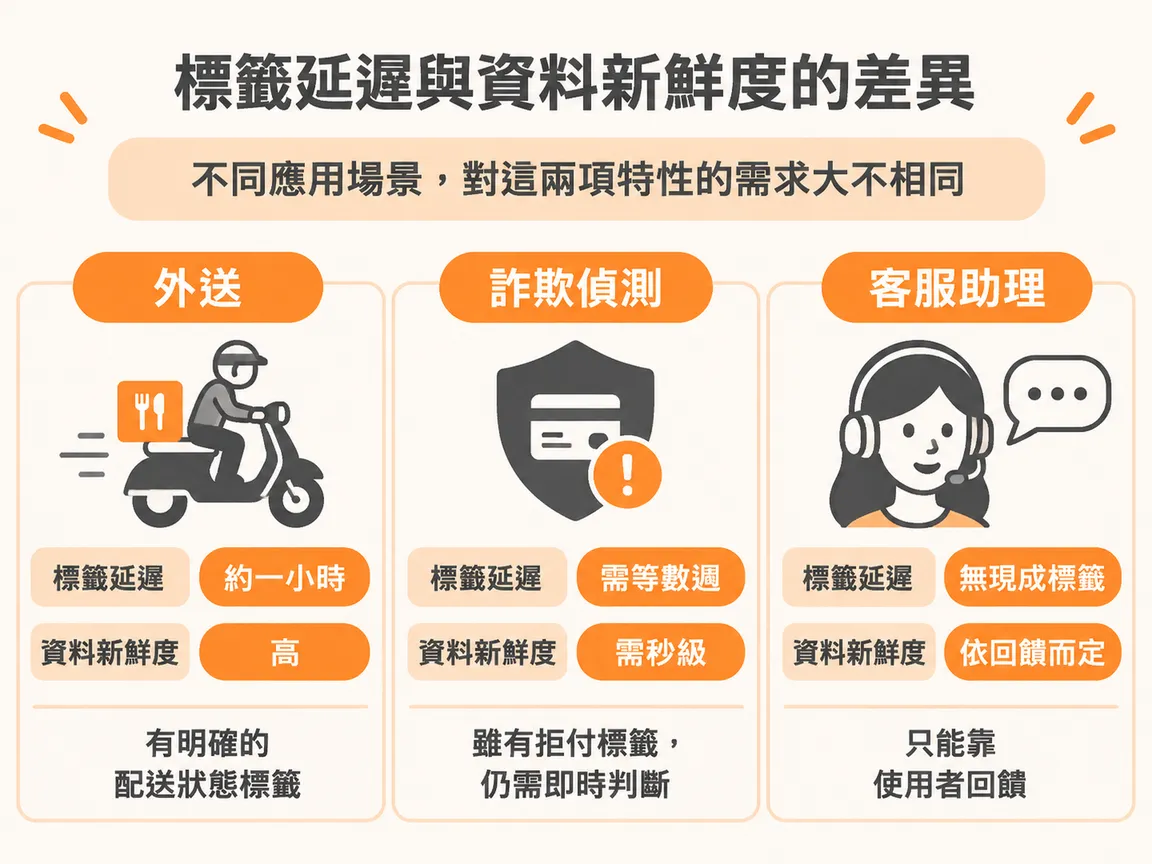 標籤延遲與資料新鮮度的差異
不同應用場景，對這兩項特性的需求大不相同
外送
標籤延遲
約一小時
資料新鮮度
高
有明確的
配送狀態標籤
詐欺偵測
標籤延遲
需等數週
資料新鮮度
需秒級
雖有拒付標籤，
仍需即時判斷
客服助理
標籤延遲
無現成標籤
資料新鮮度
依回饋而定
只能靠
使用者回饋